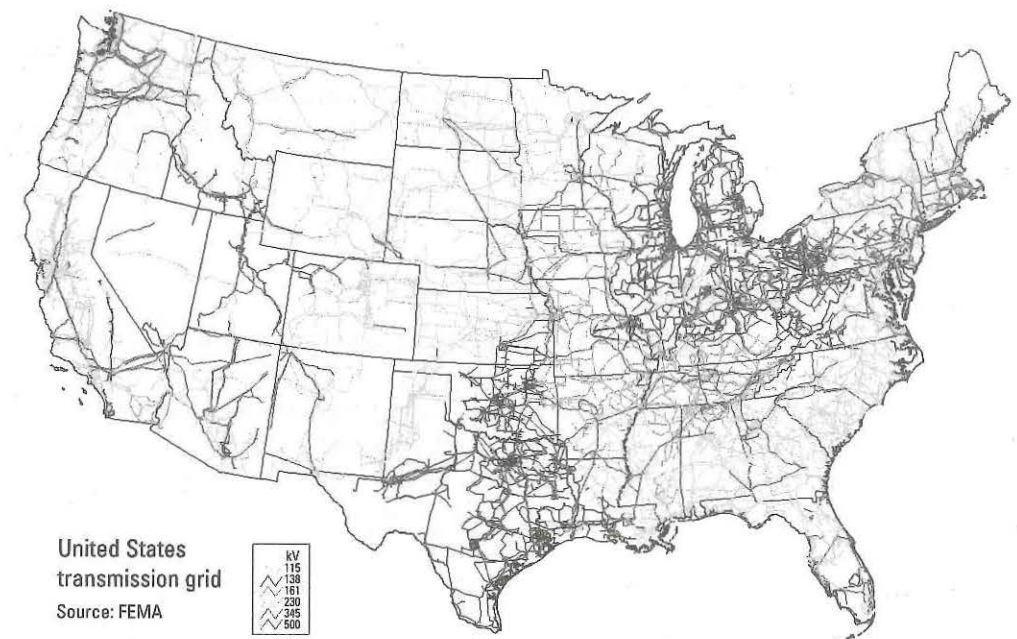 United States
transmission grid
Source: FEMA
kV
115
138
161
230
345
500